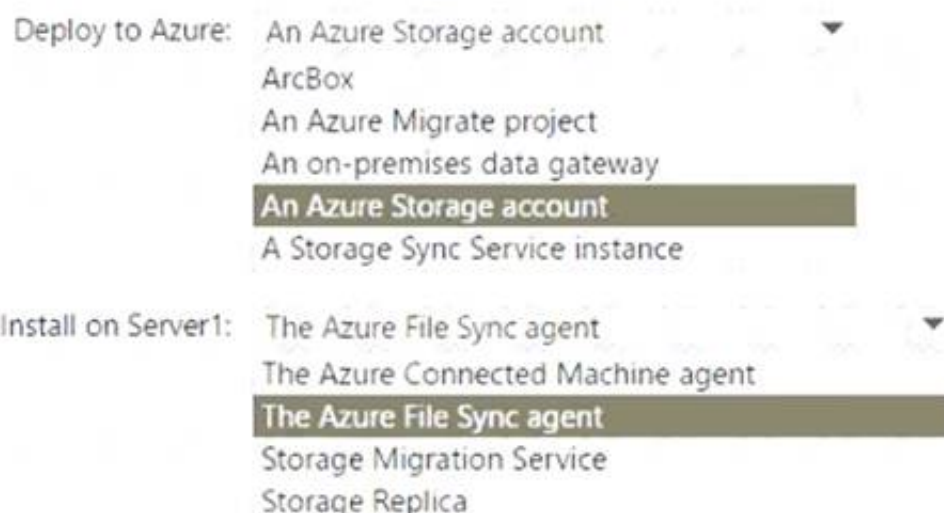 Deploy to Azure: An Azure Storage account
ArcBox
An Azure Migrate project
An on-premises data gateway
An Azure Storage account
A Storage Sync Service instance
Install on Server1: The Azure File Sync agent
The Azure Connected Machine agent
The Azure File Sync agent
Storage Migration Service
Storage Replica